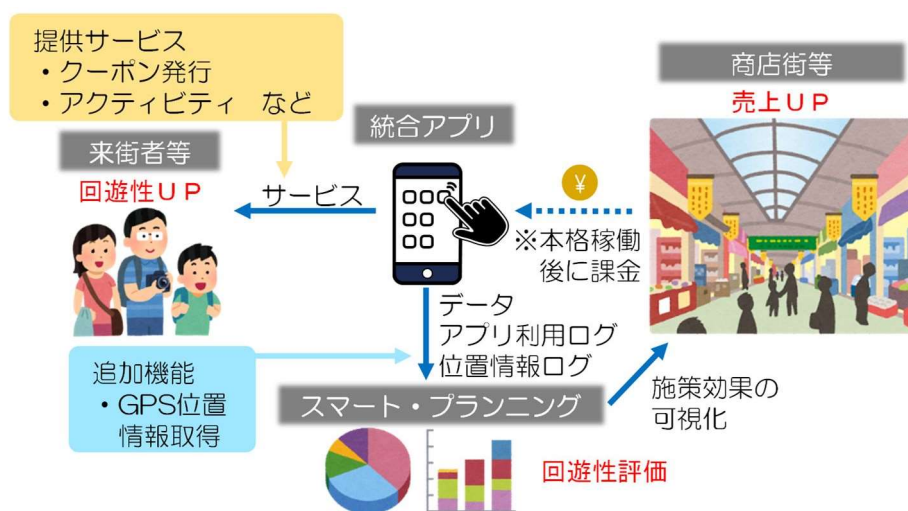 提供サービス
・クーポン発行
・アクティビティ など
商店街等
売上UP
統合アプリ
来街者等
回遊性UP
サービス
¥
※本格稼働
後に課金
データ
アプリ利用ログ
位置情報ログ
追加機能
・GPS位置
情報取得
スマート・プランニング
施策効果の
可視化
回遊性評価